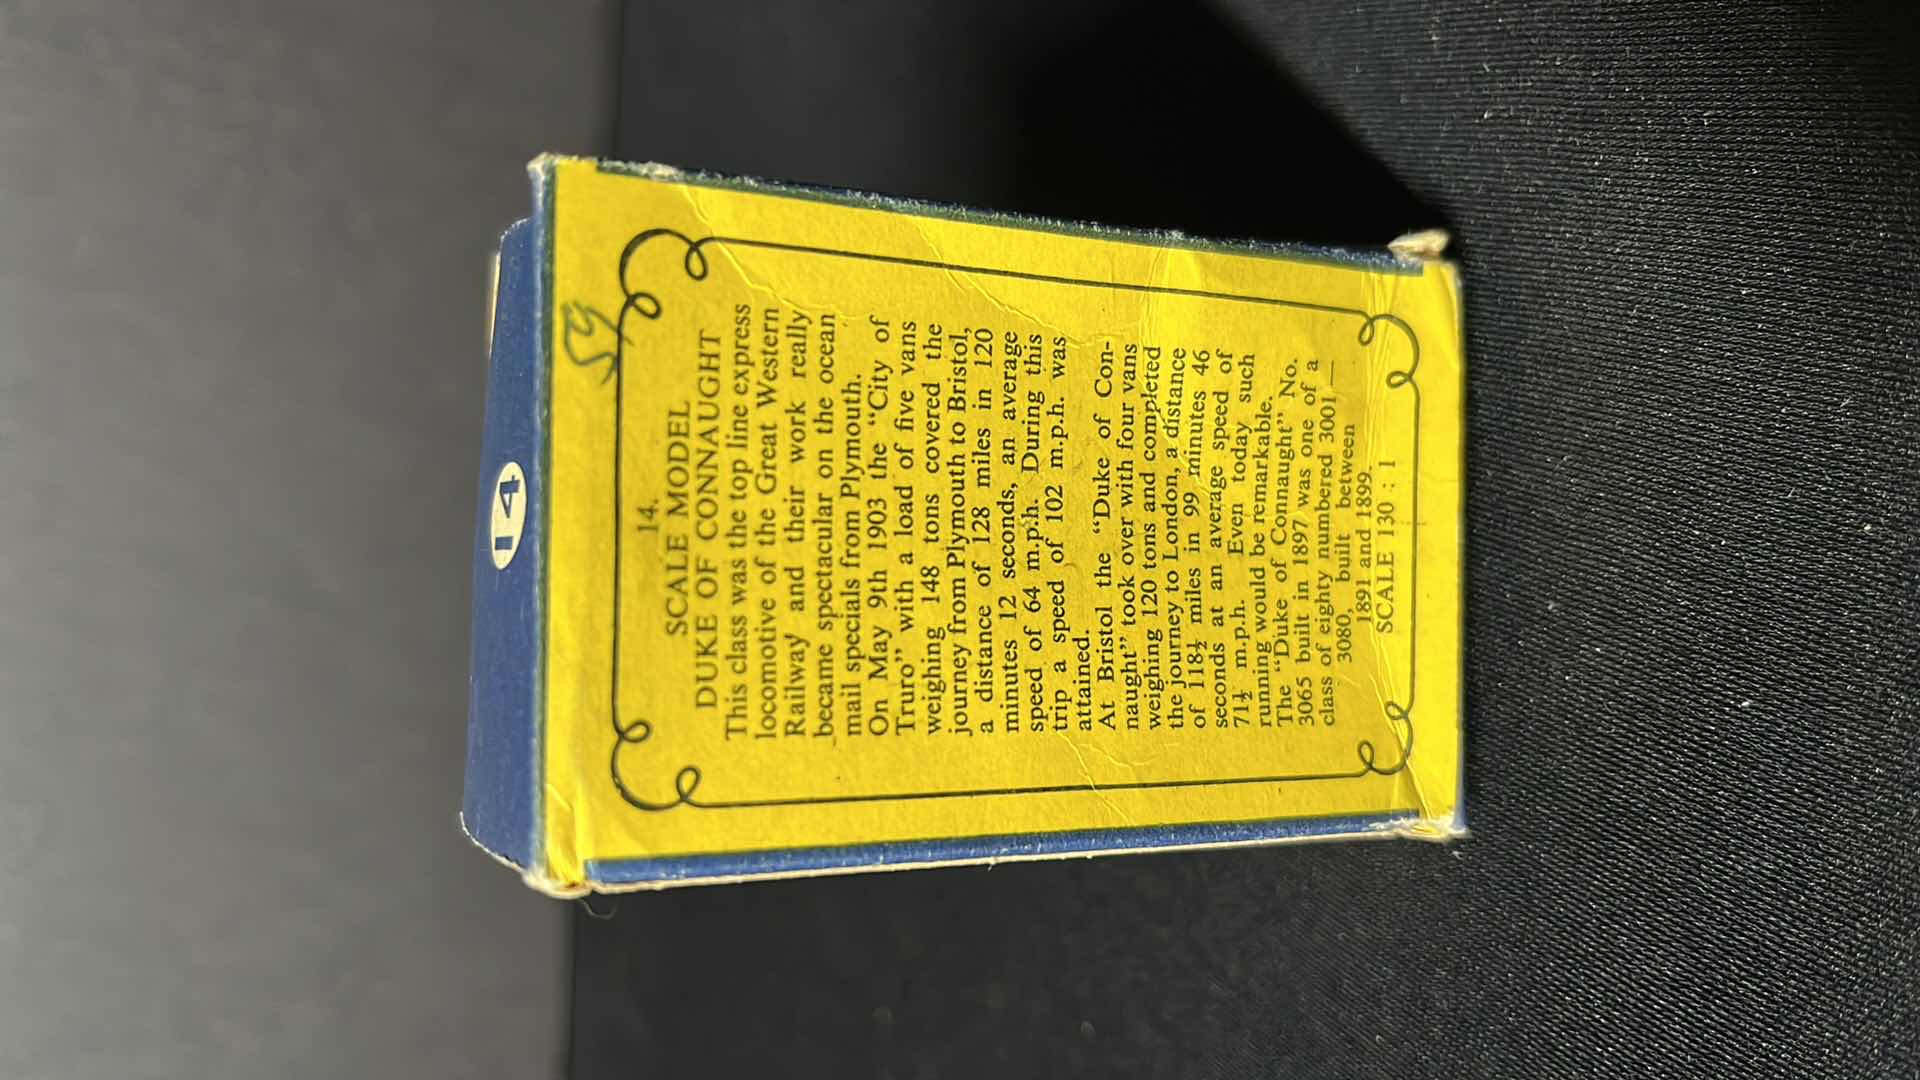 14
59
14.
SCALE MODEL
DUKE OF CONNAUGHT
This class was the top line express
locomotive of the Great Western
Railway and their work really
became spectacular on the ocean
mail specials from Plymouth.
On May 9th 1903 the "City of
Truro" with a load of five vans
weighing 148 tons covered the
journey from Plymouth to Bristol,
a distance of 128 miles in 120
minutes 12 seconds, an average
speed of 64 m.p.h. During this
trip a speed of 102 m.p.h. was
attained.
At Bristol the "Duke of Con-
naught" took over with four vans
weighing 120 tons and completed
the journey to London, a distance
of 118½ miles in 99 minutes 46
seconds at an average speed of
71½ m.p.h. Even today such
running would be remarkable.
The "Duke of Connaught" No.
3065 built in 1897 was one of a
class of eighty numbered 3001—
3080, built between
1891 and 1899.
SCALE 130 : 1